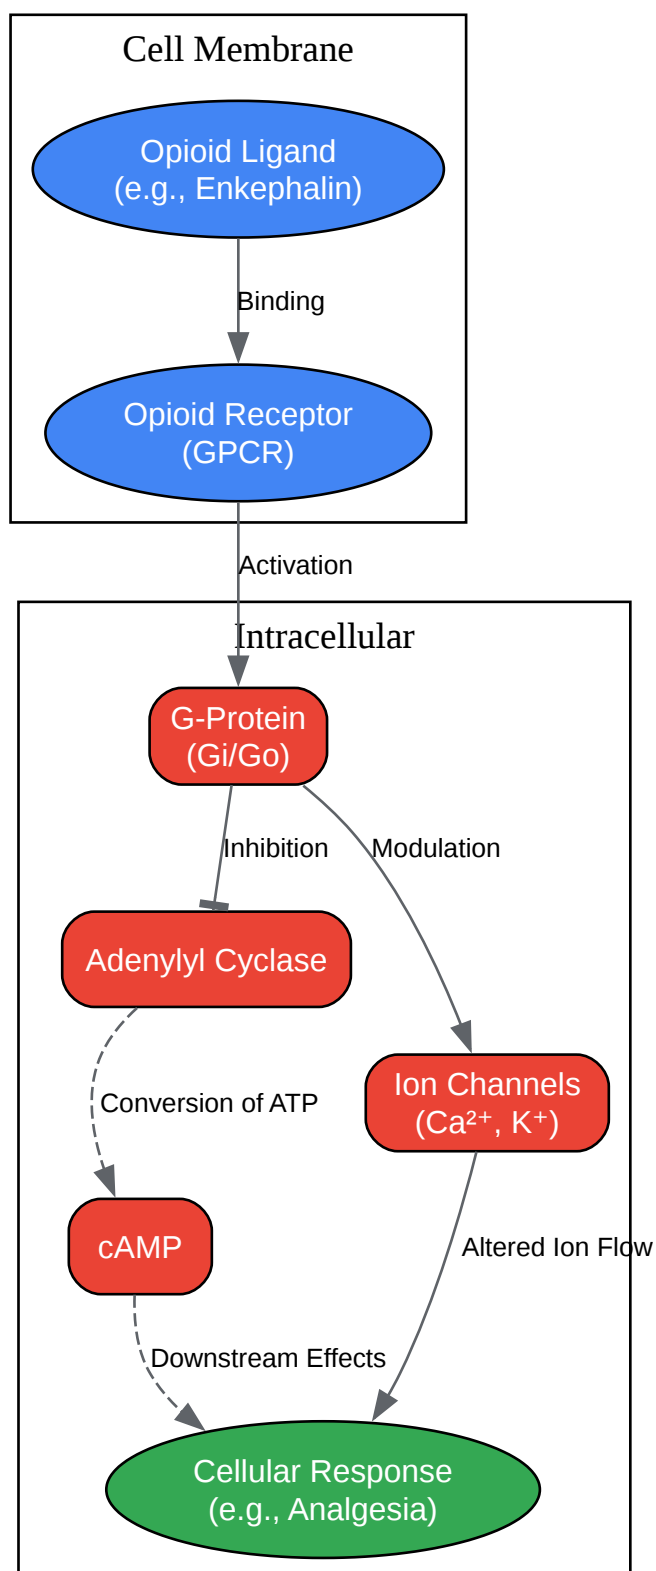 Cell Membrane
Opioid Ligand
(e.g., Enkephalin)
Binding
Opioid Receptor
(GPCR)
Activation
Intracellular
G-Protein
(Gi/Go)
Inhibition
Modulation
Adenylyl Cyclase
Ion Channels
(Ca²⁺, K⁺)
Conversion of ATP
cAMP
Altered Ion Flow
Downstream Effects
Cellular Response
(e.g., Analgesia)